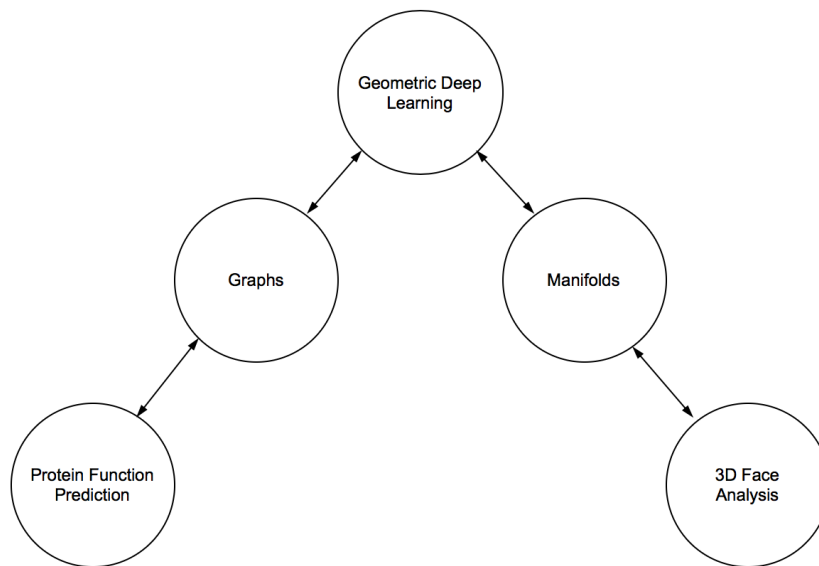 Geometric Deep
Learning
Graphs
Manifolds
Protein Function
Prediction
3D Face
Analysis